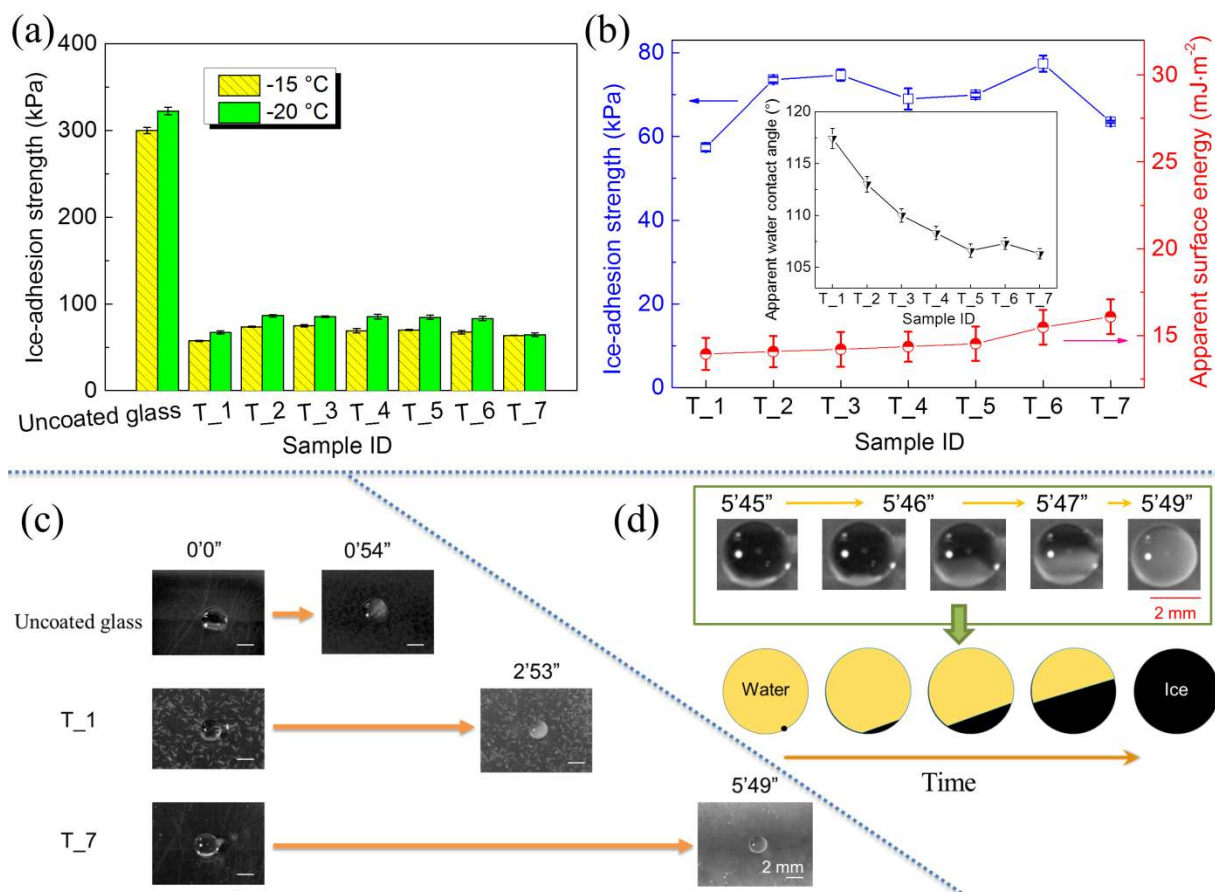 (a)
400
300
200
100
0
Ice-adhesion strength (kPa)
-15 °C
-20 °C
Uncoated glass
T_1
T_2
T_3
T_4
T_5
T_6
T_7
Sample ID
(b)
80
60
40
20
0
Ice-adhesion strength (kPa)
120
115
110
105
Apparent water contact angle (°)
T_1
T_2
T_3
T_4
T_5
T_6
T_7
Sample ID
30
25
20
15
Apparent surface energy (mJ·m⁻²)
T_1
T_2
T_3
T_4
T_5
T_6
T_7
Sample ID
(c)
0’0”
0’54”
Uncoated glass
2’53”
T_1
5’49”
T_7
2 mm
(d)
5’45”
5’46”
5’47”
5’49”
2 mm
Water
Ice
Time